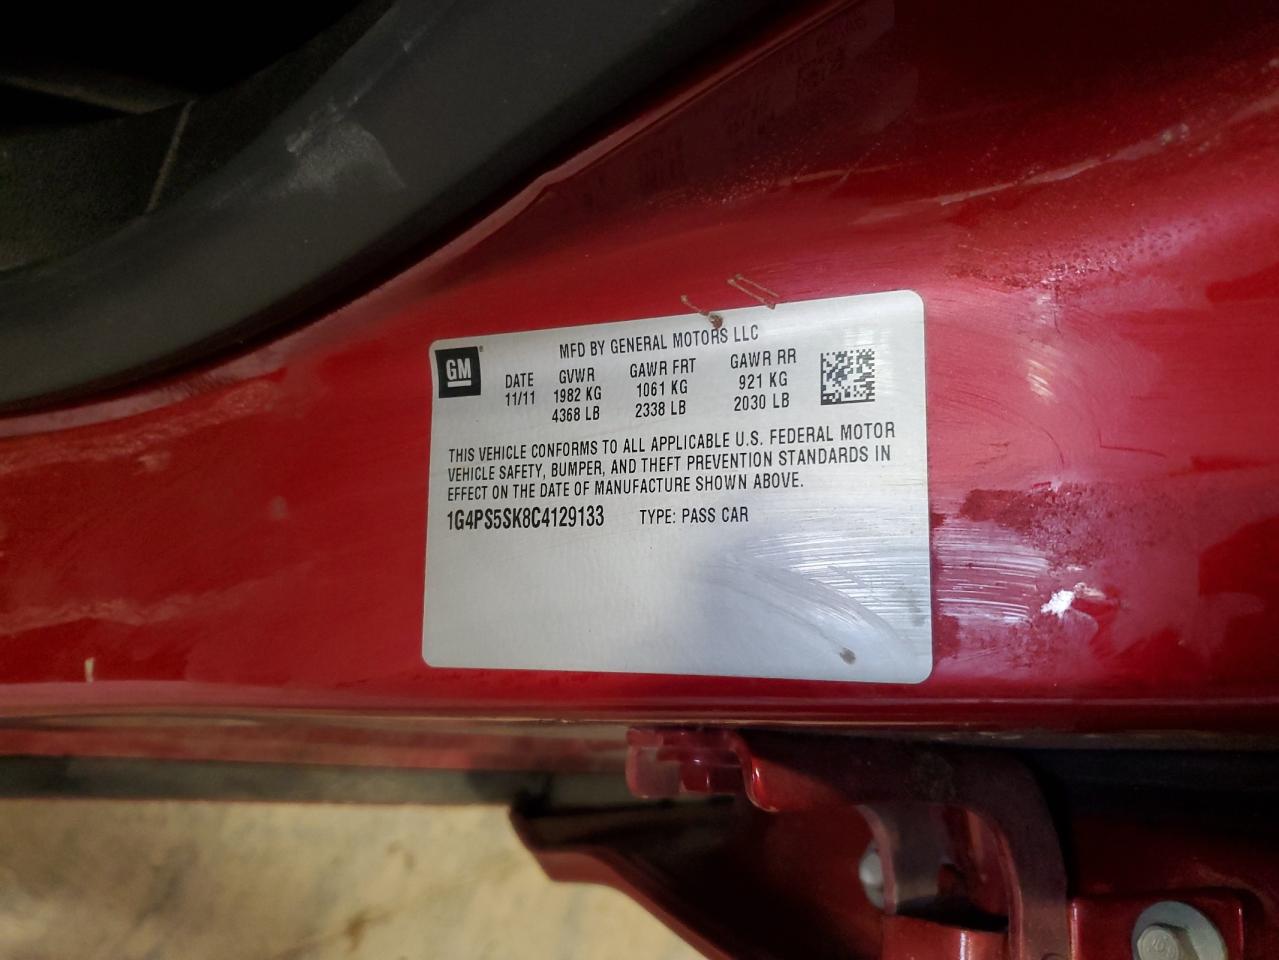 GM
MFD BY GENERAL MOTORS LLC
DATE GVWR GAWR FRT GAWR RR
11/11 1982 KG 1061 KG 921 KG
4368 LB 2338 LB 2030 LB
THIS VEHICLE CONFORMS TO ALL APPLICABLE U.S. FEDERAL MOTOR
VEHICLE SAFETY, BUMPER, AND THEFT PREVENTION STANDARDS IN
EFFECT ON THE DATE OF MANUFACTURE SHOWN ABOVE.
1G4PS5SK8C4129133 TYPE: PASS CAR